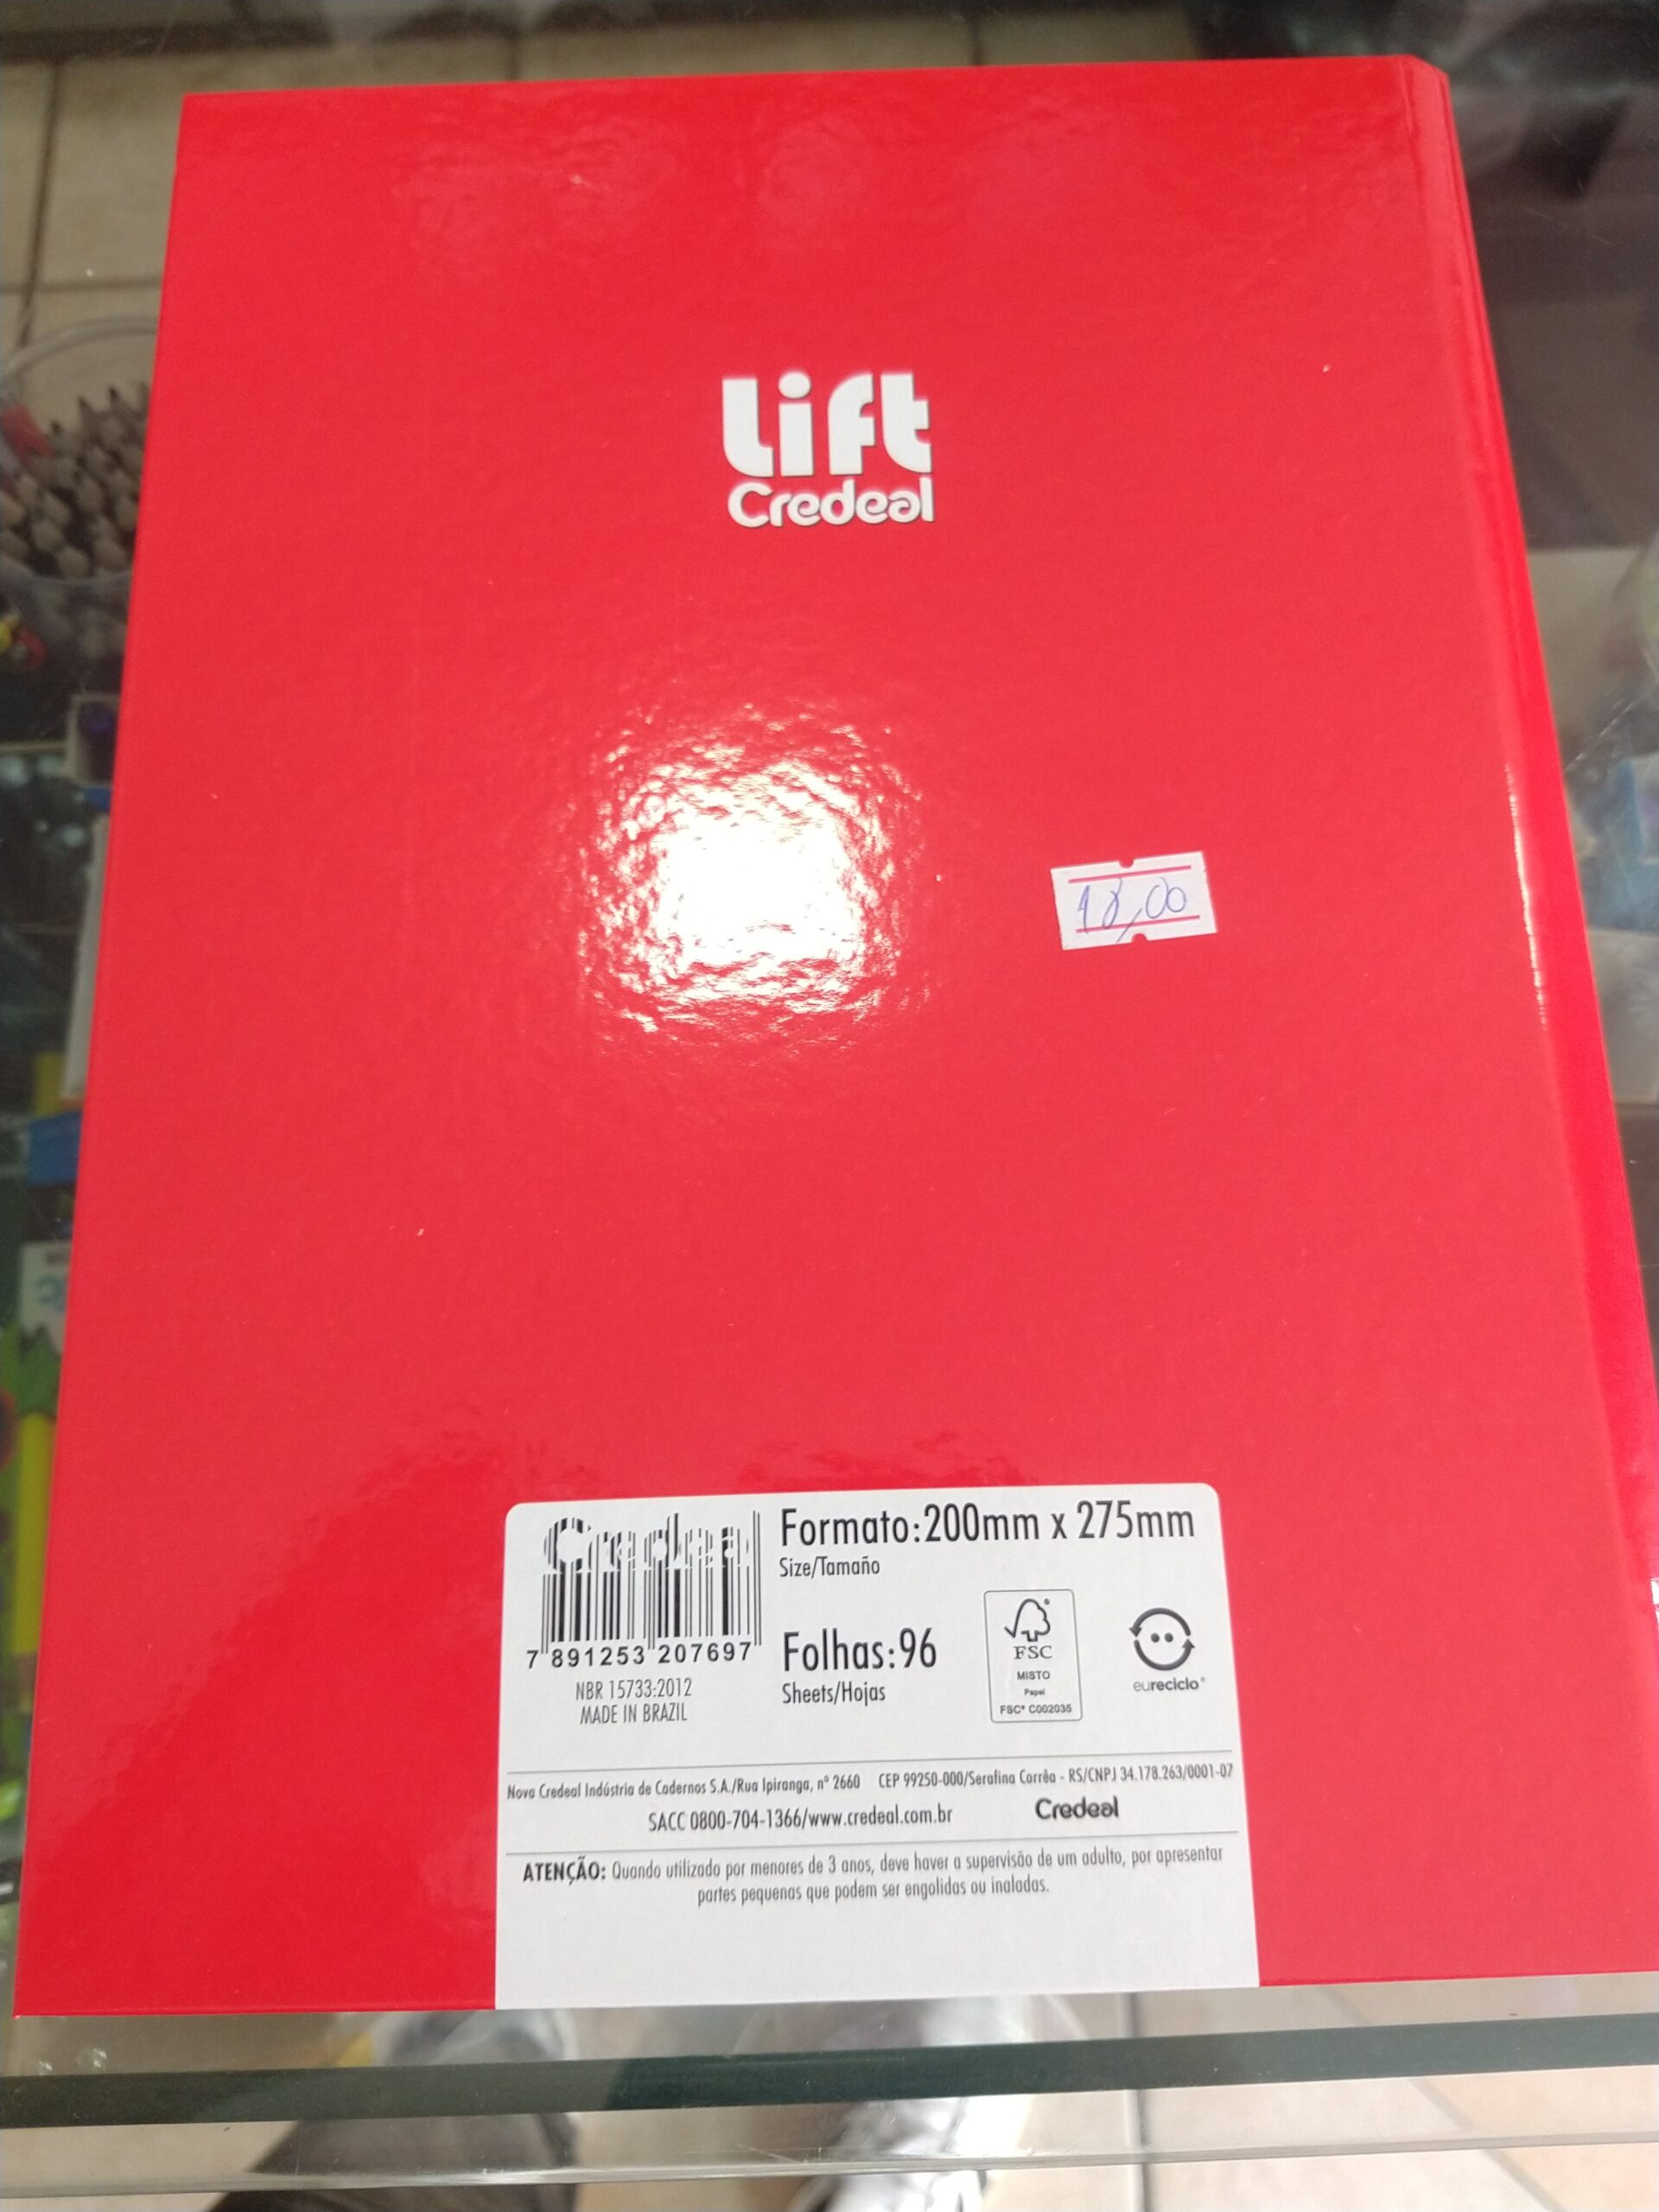 Lift
Credeal
18,00
Credeal
Formato:200mm x 275mm
Size/Tamaño
7 891253 207697
NBR 15733:2012
MADE IN BRAZIL
Folhas:96
Sheets/Hojas
FSC
MISTO
Papel
FSC® C002035
eureciclo®
Nova Credeal Indústria de Cadernos S.A./Rua Ipiranga, nº 2660 CEP 99250-000/Serafina Corrêa - RS/CNPJ 34.178.263/0001-07
SACC 0800-704-1366/www.credeal.com.br
Credeal
ATENÇÃO: Quando utilizado por menores de 3 anos, deve haver a supervisão de um adulto, por apresentar
partes pequenas que podem ser engolidas ou inaladas.